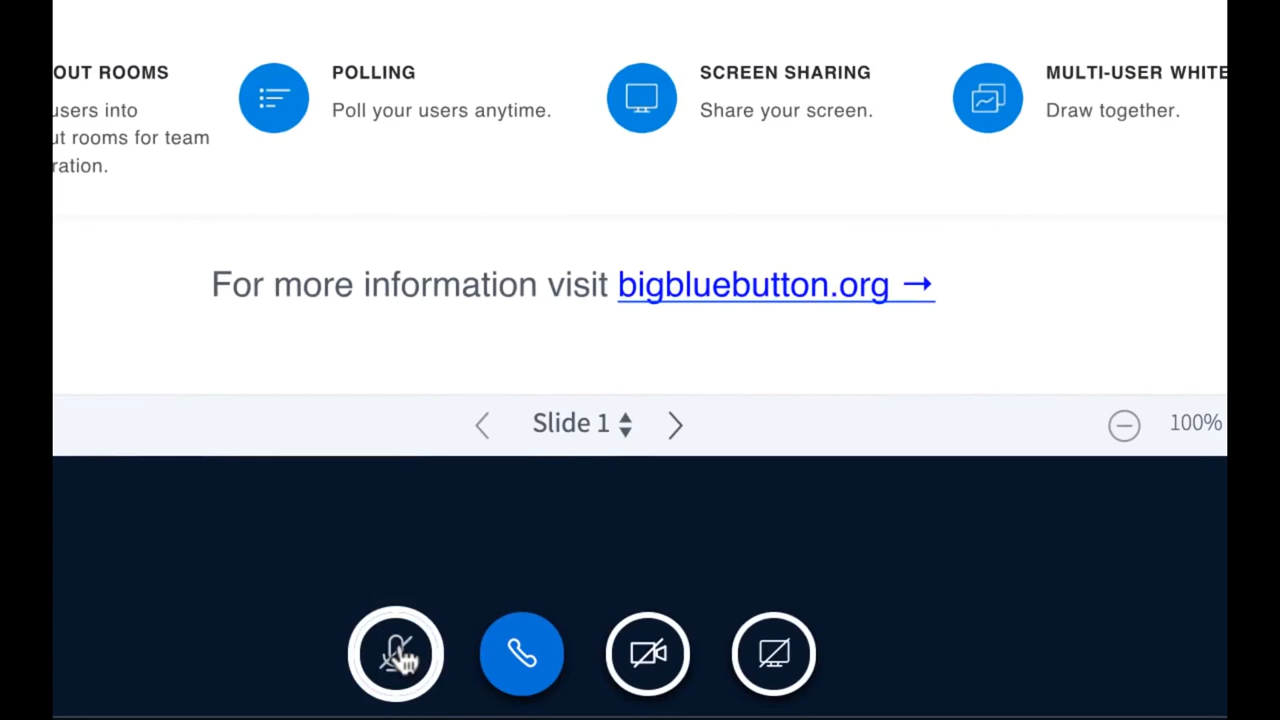 OUT ROOMS
users into
ut rooms for team
ration.
POLLING
Poll your users anytime.
SCREEN SHARING
Share your screen.
MULTI-USER WHITE
Draw together.
For more information visit bigbluebutton.org →
Slide 1
100%